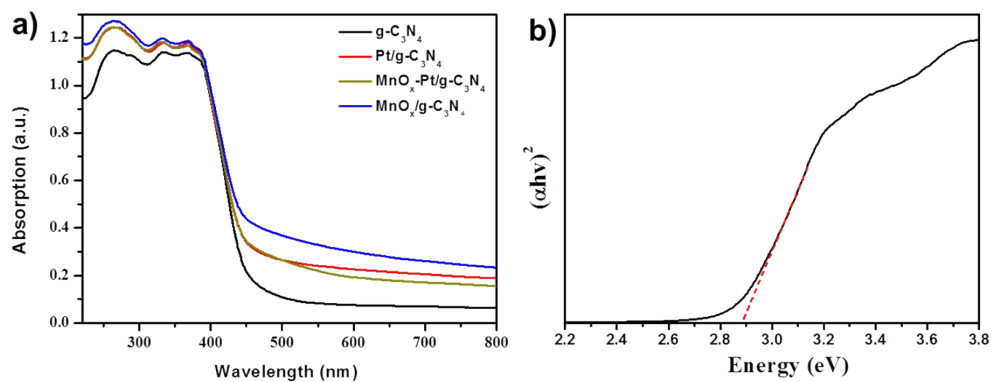 a)
Absorption (a.u.)
1.2
1.0
0.8
0.6
0.4
0.2
0.0
g-C₃N₄
Pt/g-C₃N₄
MnOₓ-Pt/g-C₃N₄
MnOₓ/g-C₃N₄
300 400 500 600 700 800
Wavelength (nm)
b)
(αhν)²
2.2 2.4 2.6 2.8 3.0 3.2 3.4 3.6 3.8
Energy (eV)